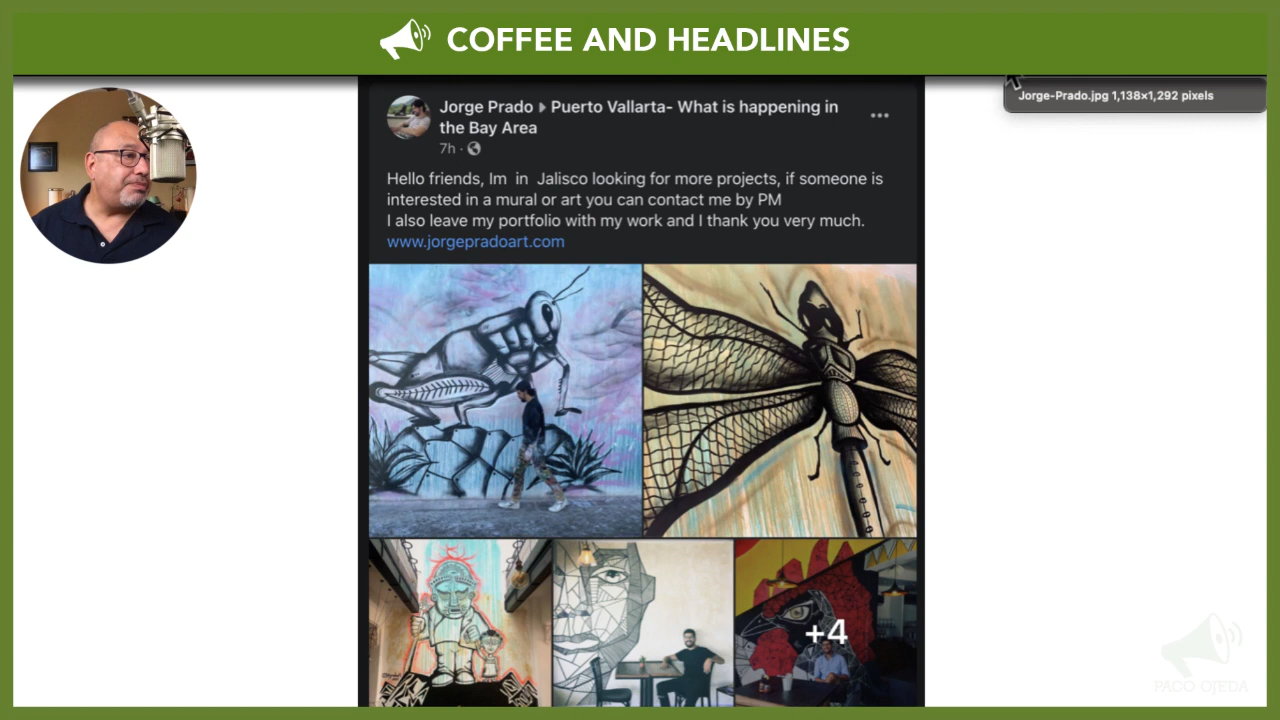 COFFEE AND HEADLINES
Jorge-Prado.jpg 1,138×1,292 pixels
Jorge Prado ▸ Puerto Vallarta- What is happening in
the Bay Area
7h ·
Hello friends, Im in Jalisco looking for more projects, if someone is
interested in a mural or art you can contact me by PM
I also leave my portfolio with my work and I thank you very much.
www.jorgepradoart.com
+4
PACO OJEDA